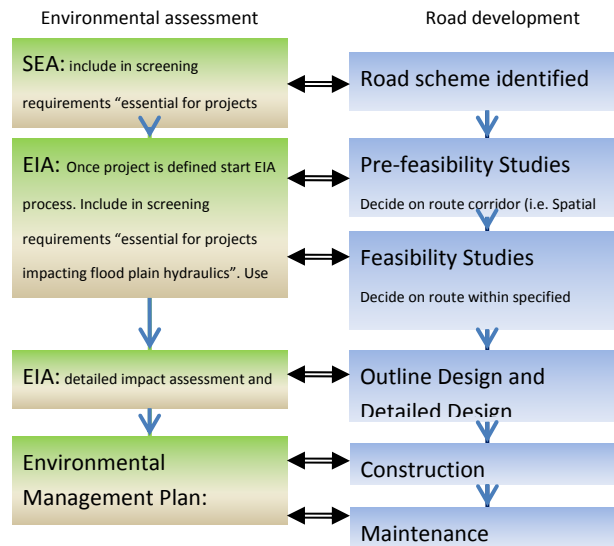 Environmental assessment
Road development
SEA: include in screening
requirements “essential for projects
Road scheme identified
EIA: Once project is defined start EIA
process. Include in screening
requirements “essential for projects
impacting flood plain hydraulics”. Use
Pre-feasibility Studies
Decide on route corridor (i.e. Spatial
Feasibility Studies
Decide on route within specified
EIA: detailed impact assessment and
Outline Design and
Detailed Design
Environmental
Management Plan:
Construction
Maintenance